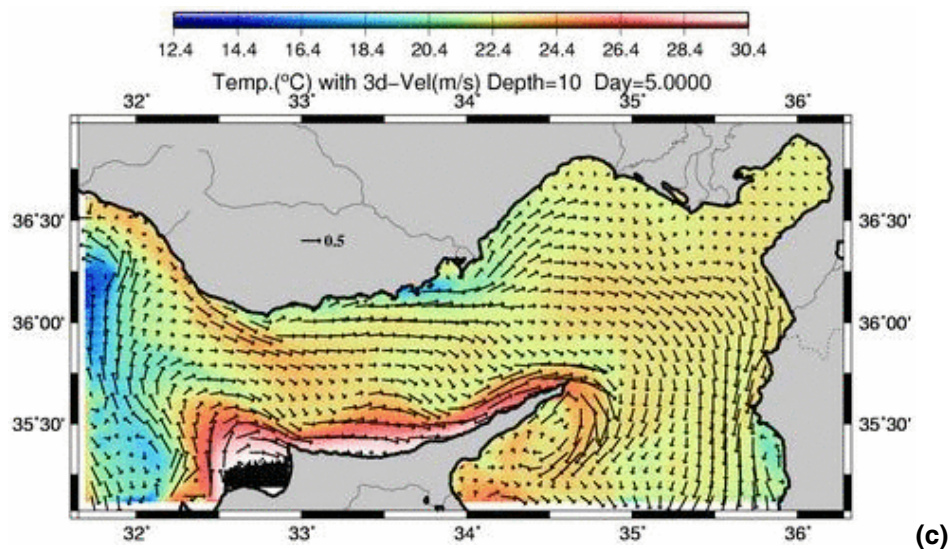 12.4 14.4 16.4 18.4 20.4 22.4 24.4 26.4 28.4 30.4
Temp.(°C) with 3d-Vel(m/s) Depth=10 Day=5.0000
32° 33° 34° 35° 36°
36°30' 36°30'
0.5
36°00' 36°00'
35°30' 35°30'
32° 33° 34° 35° 36°
(c)